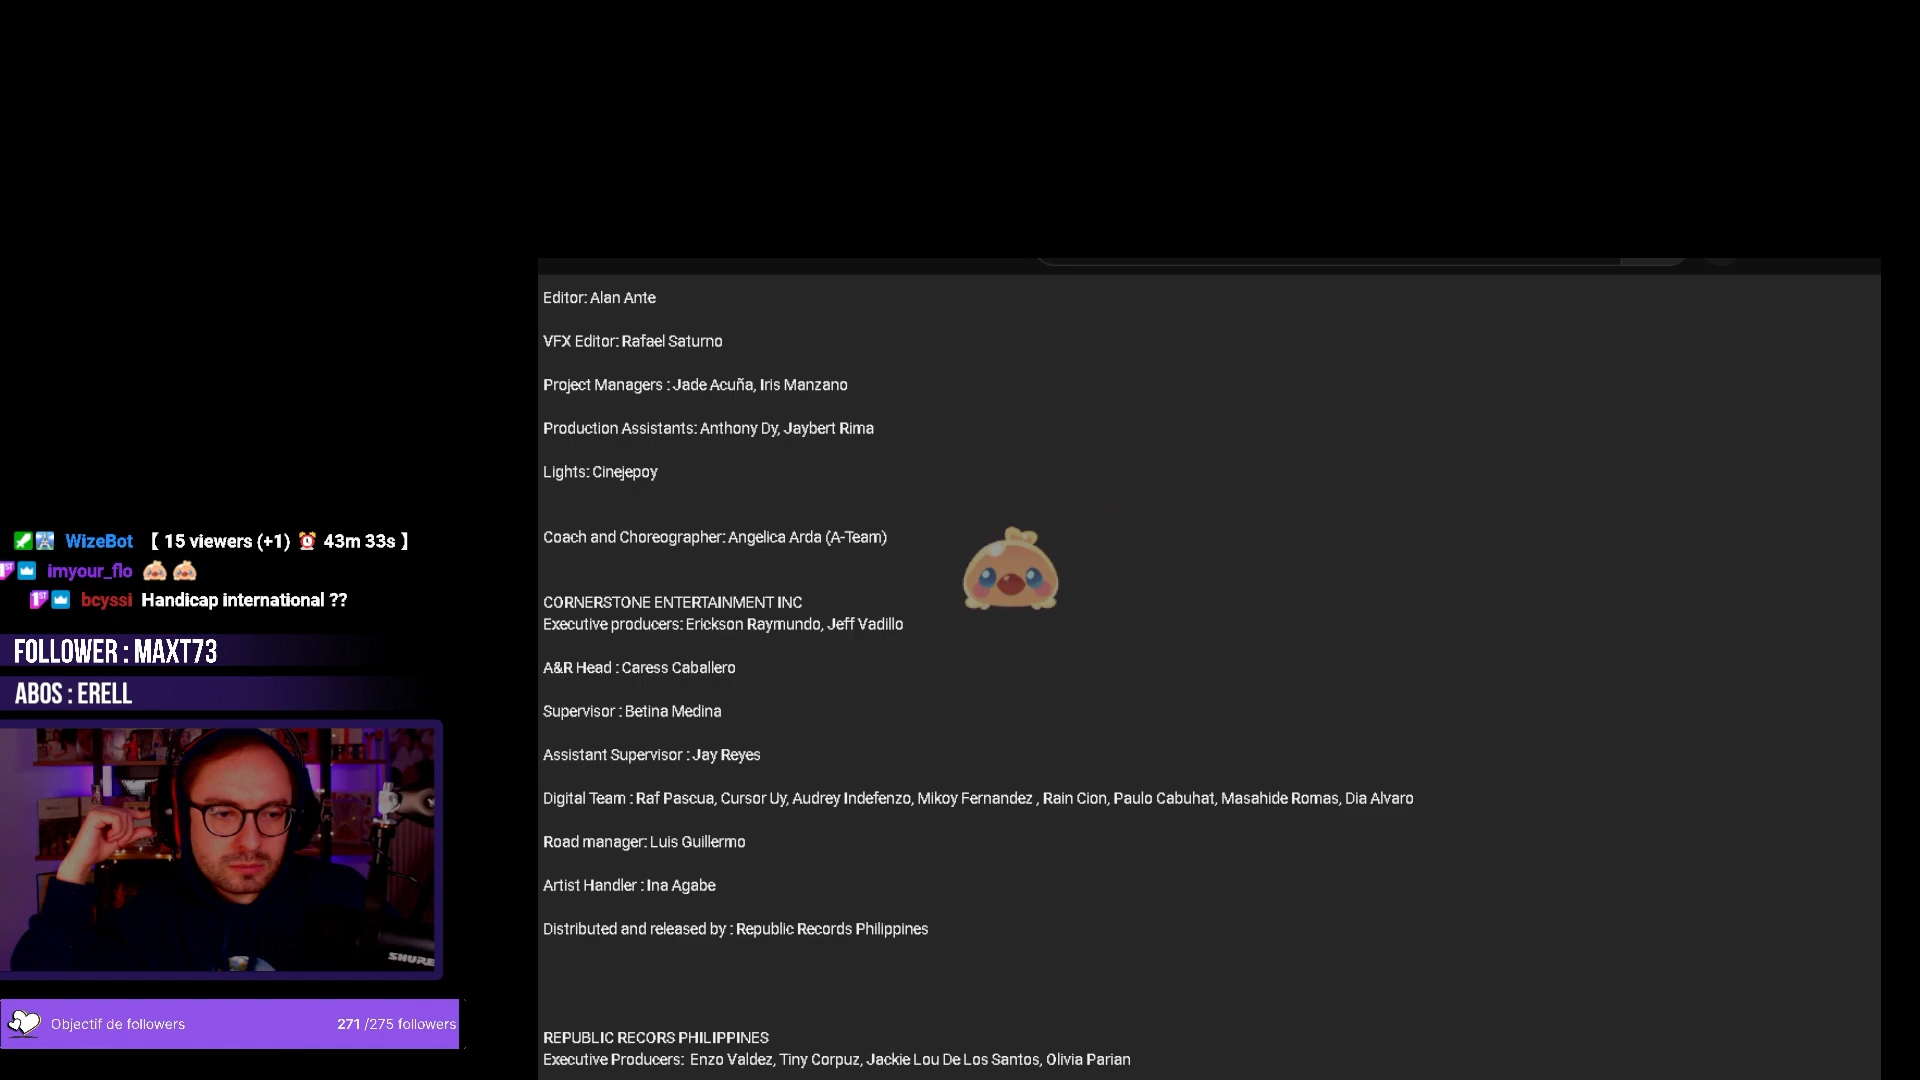 Editor: Alan Ante
VFX Editor: Rafael Saturno
Project Managers : Jade Acuña, Iris Manzano
Production Assistants: Anthony Dy, Jaybert Rima
Lights: Cinejepoy
Coach and Choreographer: Angelica Arda (A-Team)
CORNERSTONE ENTERTAINMENT INC
Executive producers: Erickson Raymundo, Jeff Vadillo
A&R Head : Caress Caballero
Supervisor : Betina Medina
Assistant Supervisor : Jay Reyes
Digital Team : Raf Pascua, Cursor Uy, Audrey Indefenzo, Mikoy Fernandez , Rain Cion, Paulo Cabuhat, Masahide Romas, Dia Alvaro
Road manager: Luis Guillermo
Artist Handler : Ina Agabe
Distributed and released by : Republic Records Philippines
REPUBLIC RECORS PHILIPPINES
Executive Producers: Enzo Valdez, Tiny Corpuz, Jackie Lou De Los Santos, Olivia Parian
WizeBot 【 15 viewers (+1) ⏰ 43m 33s 】
imyour_flo
bcyssi Handicap international ??
FOLLOWER : MAXT73
ABOS : ERELL
SHURE
Objectif de followers 271 /275 followers